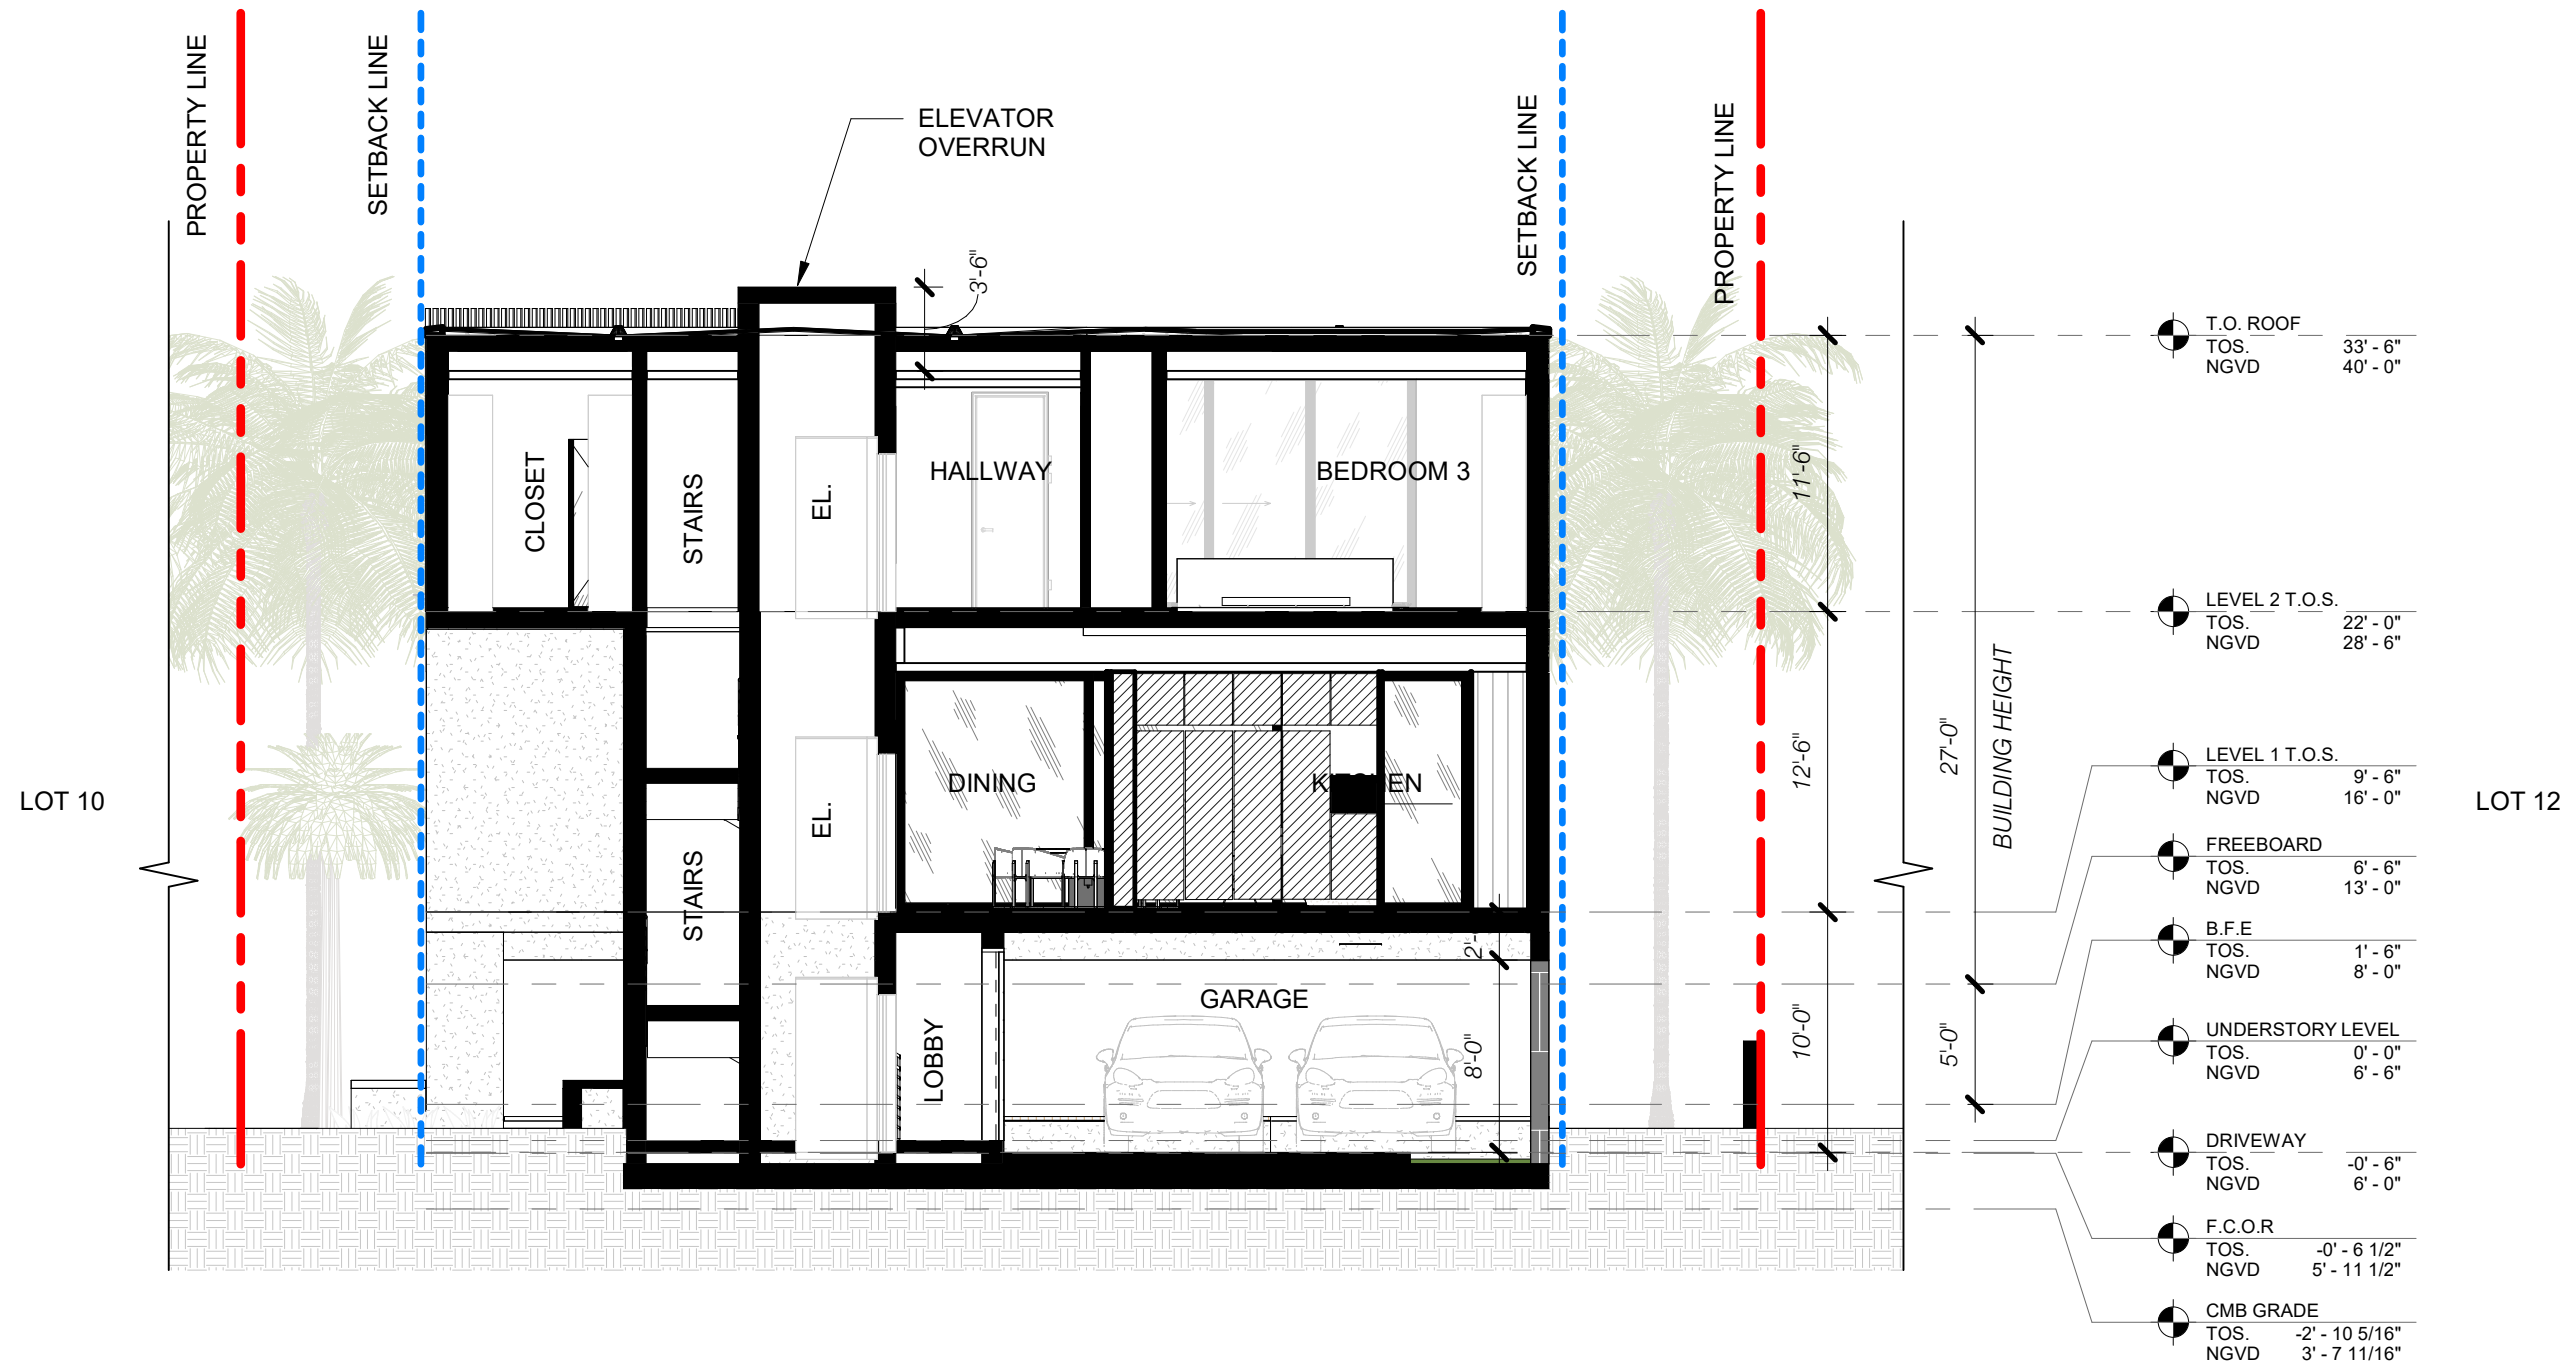 PROPERTY LINE
SETBACK LINE
ELEVATOR
OVERRUN
SETBACK LINE
PROPERTY LINE
3'-6"
CLOSET
STAIRS
EL.
HALLWAY
BEDROOM 3
11'-6"
LOT 10
STAIRS
EL.
DINING
12'-6"
27'-0"
BUILDING HEIGHT
LOT 12
LOBBY
GARAGE
8'-0"
10'-0"
5'-0"
T.O. ROOF
TOS. 33' - 6"
NGVD 40' - 0"
LEVEL 2 T.O.S.
TOS. 22' - 0"
NGVD 28' - 6"
LEVEL 1 T.O.S.
TOS. 9' - 6"
NGVD 16' - 0"
FREEBOARD
TOS. 6' - 6"
NGVD 13' - 0"
B.F.E
TOS. 1' - 6"
NGVD 8' - 0"
UNDERSTORY LEVEL
TOS. 0' - 0"
NGVD 6' - 6"
DRIVEWAY
TOS. -0' - 6"
NGVD 6' - 0"
F.C.O.R
TOS. -0' - 6 1/2"
NGVD 5' - 11 1/2"
CMB GRADE
TOS. -2' - 10 5/16"
NGVD 3' - 7 11/16"